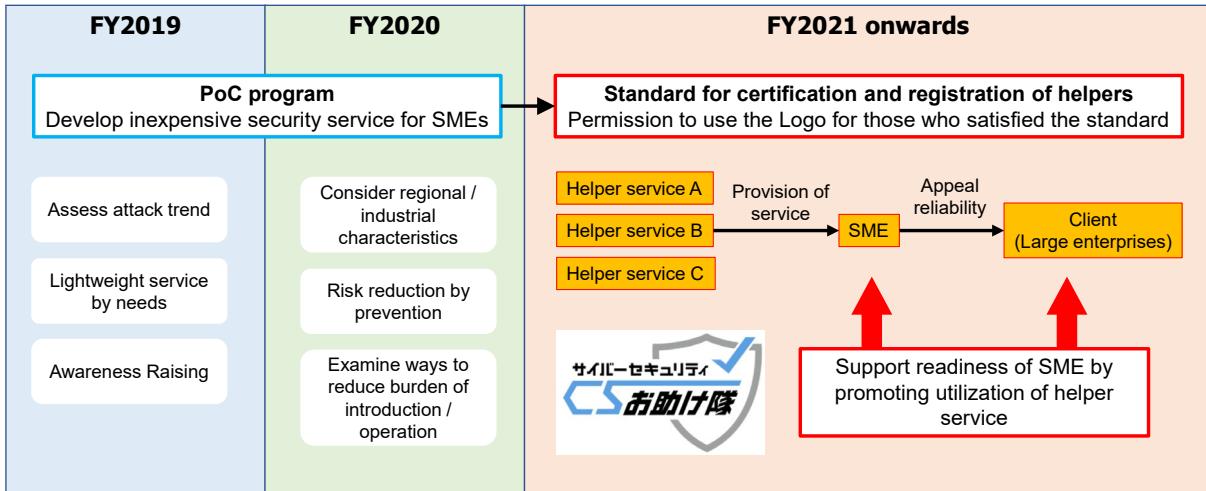 FY2019
FY2020
FY2021 onwards
PoC program
Develop inexpensive security service for SMEs
Standard for certification and registration of helpers
Permission to use the Logo for those who satisfied the standard
Assess attack trend
Lightweight service
by needs
Awareness Raising
Consider regional /
industrial
characteristics
Risk reduction by
prevention
Examine ways to
reduce burden of
introduction /
operation
Helper service A
Helper service B
Helper service C
Provision of
service
SME
Appeal
reliability
Client
(Large enterprises)
サイバーセキュリティ
CSお助け隊
Support readiness of SME by
promoting utilization of helper
service